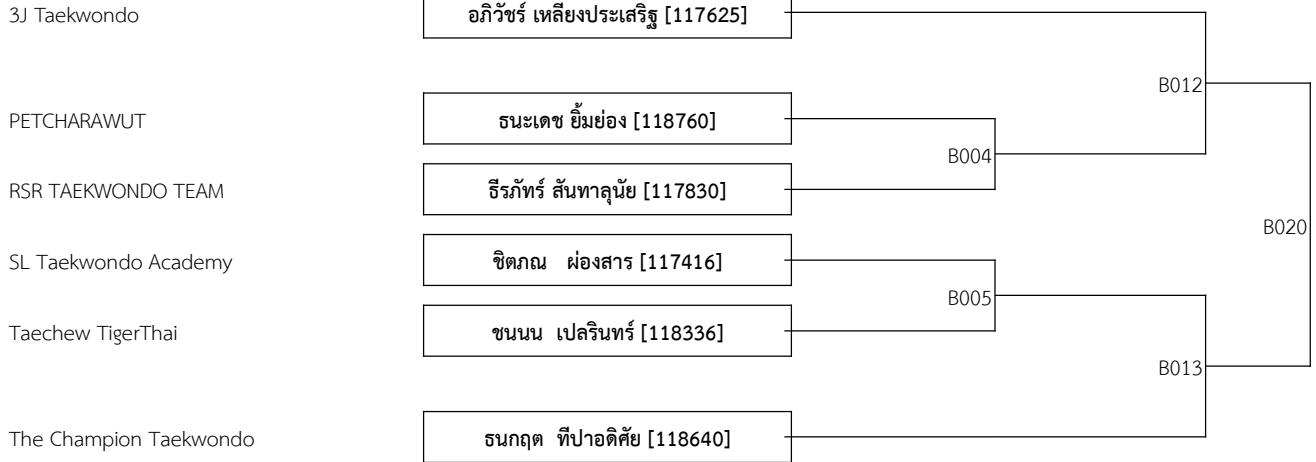 3J Taekwondo อภิวัชร์ เหลียงประเสริฐ [117625]
B012
PETCHARAWUT ธนะเดช ยิ้มย่อง [118760]
B004
RSR TAEKWONDO TEAM ธีรภัทร์ สันทาลุนัย [117830]
B020
SL Taekwondo Academy ชิตภณ ผ่องสาร [117416]
B005
Taechew TigerThai ชนนน เปลรินทร์ [118336]
B013
The Champion Taekwondo ธนกฤต ทีปาอดิศัย [118640]